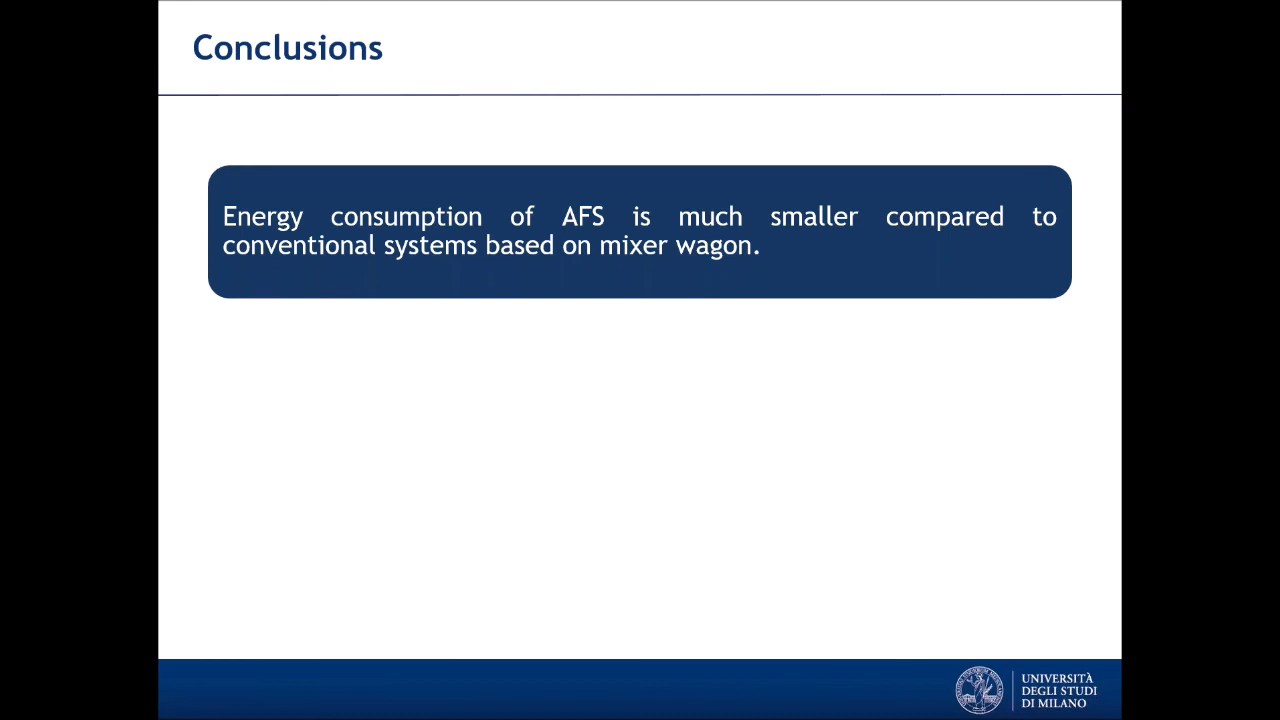 Conclusions
Energy consumption of AFS is much smaller compared to
conventional systems based on mixer wagon.
UNIVERSITÀ
DEGLI STUDI
DI MILANO